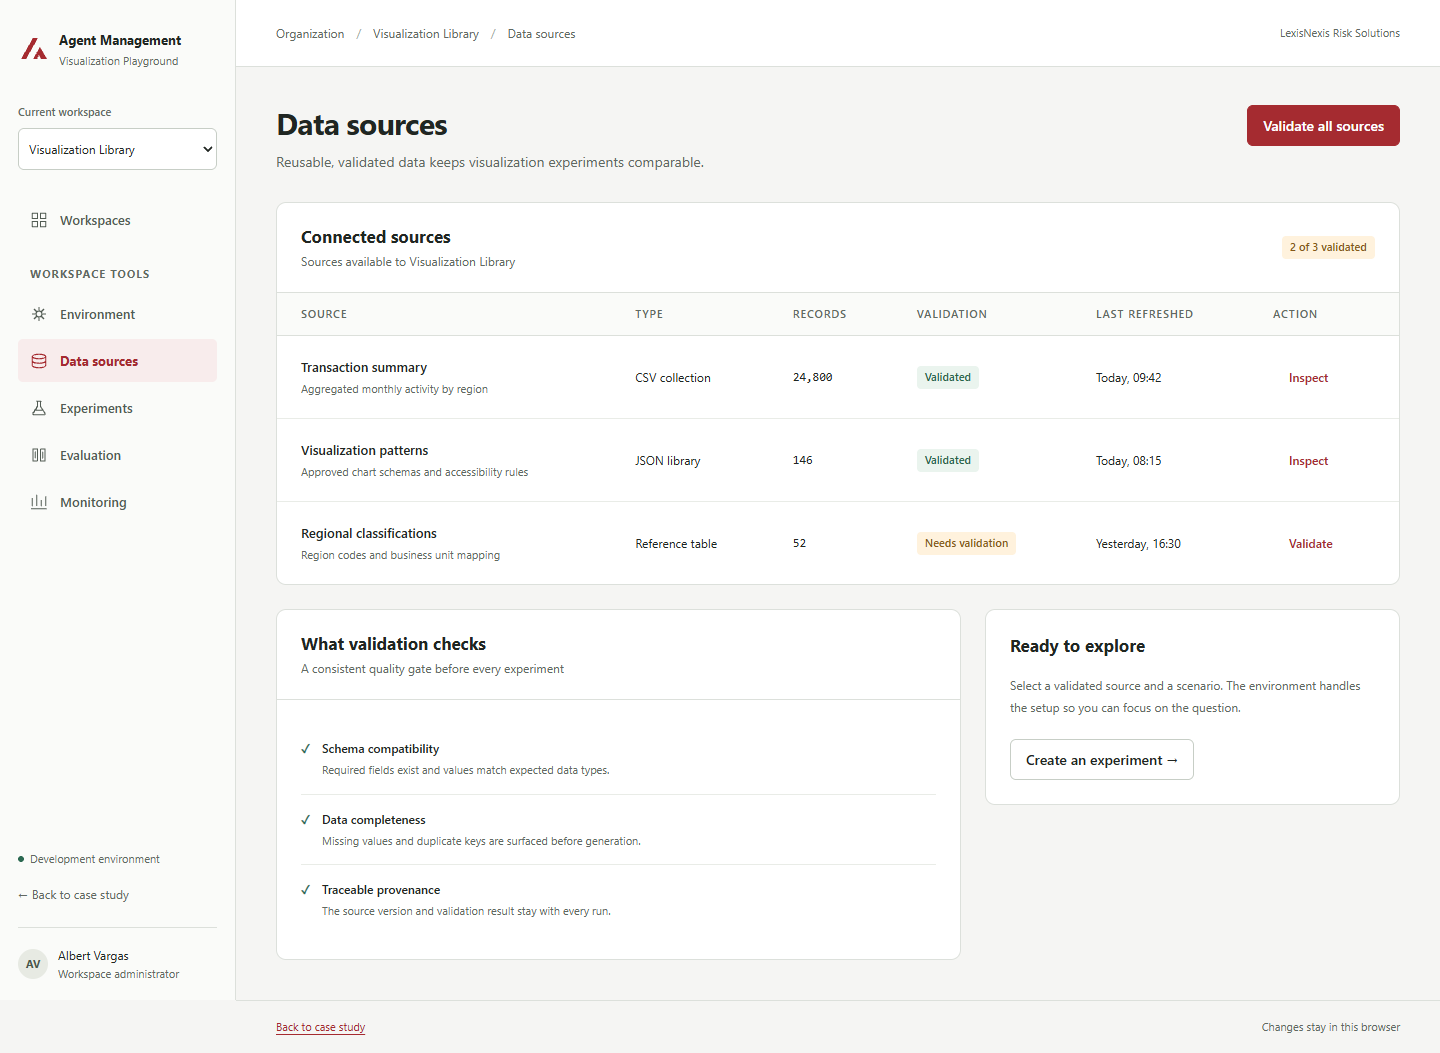 Agent Management
Visualization Playground
Current workspace
Visualization Library
Workspaces
WORKSPACE TOOLS
Environment
Data sources
Experiments
Evaluation
Monitoring
Development environment
← Back to case study
AV
Albert Vargas
Workspace administrator
Organization / Visualization Library / Data sources
LexisNexis Risk Solutions
Data sources
Reusable, validated data keeps visualization experiments comparable.
Validate all sources
Connected sources
Sources available to Visualization Library
2 of 3 validated
SOURCE TYPE RECORDS VALIDATION LAST REFRESHED ACTION
Transaction summary
Aggregated monthly activity by region
CSV collection 24,800 Validated Today, 09:42 Inspect
Visualization patterns
Approved chart schemas and accessibility rules
JSON library 146 Validated Today, 08:15 Inspect
Regional classifications
Region codes and business unit mapping
Reference table 52 Needs validation Yesterday, 16:30 Validate
What validation checks
A consistent quality gate before every experiment
✓ Schema compatibility
Required fields exist and values match expected data types.
✓ Data completeness
Missing values and duplicate keys are surfaced before generation.
✓ Traceable provenance
The source version and validation result stay with every run.
Ready to explore
Select a validated source and a scenario. The environment handles
the setup so you can focus on the question.
Create an experiment →
Back to case study
Changes stay in this browser